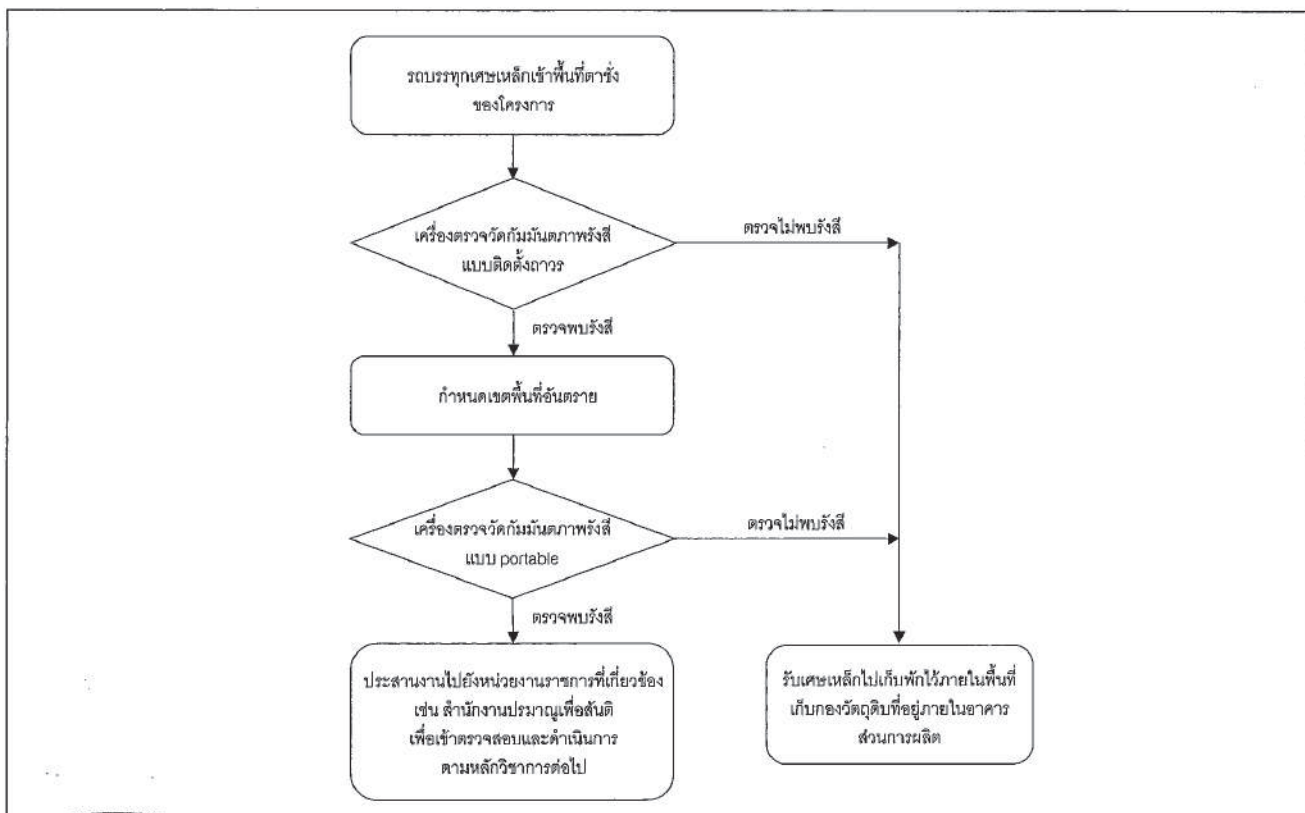 รถบรรทุกเศษเหล็กเข้าพื้นที่ตาชั่ง
ของโครงการ
เครื่องตรวจวัดกัมมันตภาพรังสี
แบบติดตั้งถาวร
ตรวจไม่พบรังสี
ตรวจพบรังสี
กำหนดเขตพื้นที่อันตราย
เครื่องตรวจวัดกัมมันตภาพรังสี
แบบ portable
ตรวจไม่พบรังสี
ตรวจพบรังสี
ประสานงานไปยังหน่วยงานราชการที่เกี่ยวข้อง
เช่น สำนักงานปรมาณูเพื่อสันติ
เพื่อเข้าตรวจสอบและดำเนินการ
ตามหลักวิชาการต่อไป
รับเศษเหล็กไปเก็บพักไว้ภายในพื้นที่
เก็บกองวัตถุดิบที่อยู่ภายในอาคาร
ส่วนการผลิต